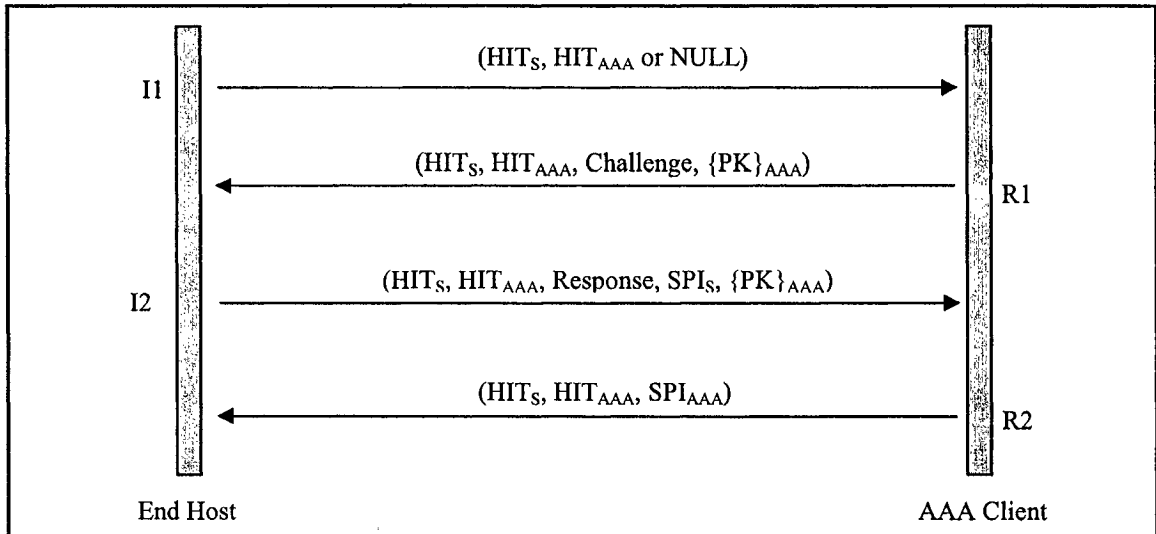 (HITS, HITAAA or NULL)
I1
(HITS, HITAAA, Challenge, {PK}AAA)
R1
(HITS, HITAAA, Response, SPIS, {PK}AAA)
I2
(HITS, HITAAA, SPIAAA)
R2
End Host AAA Client